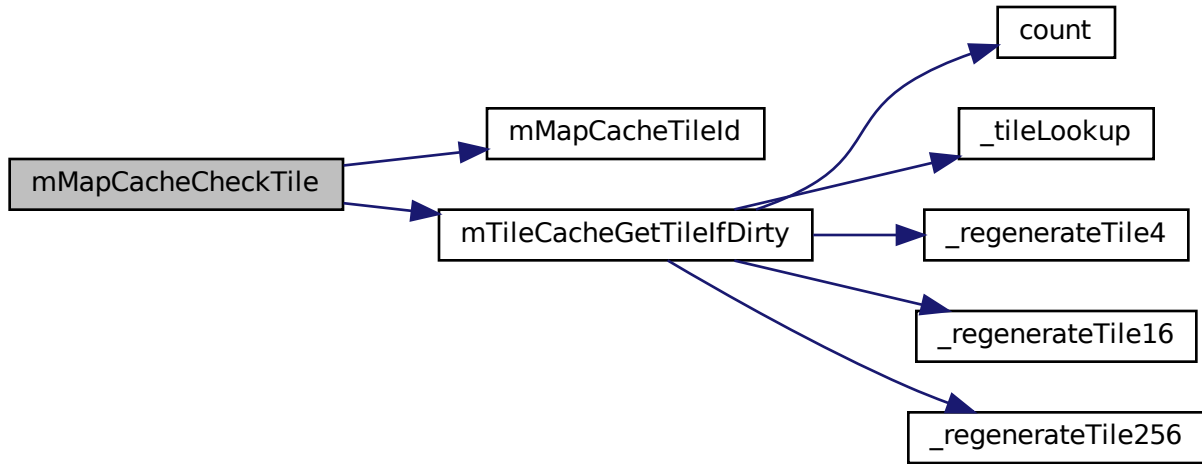 count
mMapCacheTileId
_tileLookup
mMapCacheCheckTile
mTileCacheGetTileIfDirty
_regenerateTile4
_regenerateTile16
_regenerateTile256